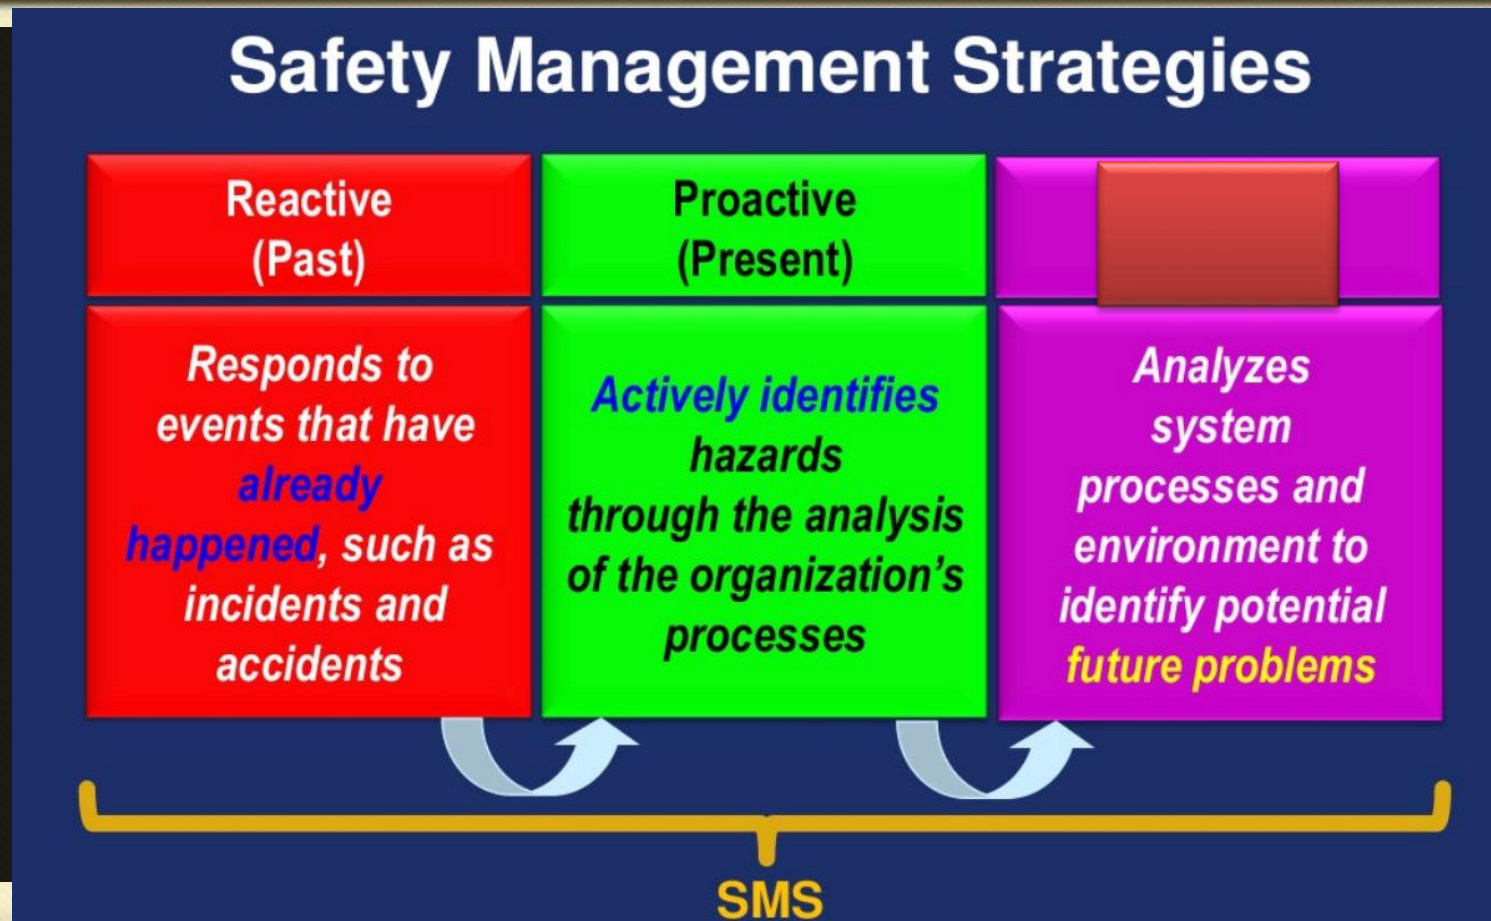 Safety Management Strategies
Reactive
(Past)
Proactive
(Present)
Responds to
events that have
already
happened, such as
incidents and
accidents
Actively identifies
hazards
through the analysis
of the organization’s
processes
Analyzes
system
processes and
environment to
identify potential
future problems
SMS